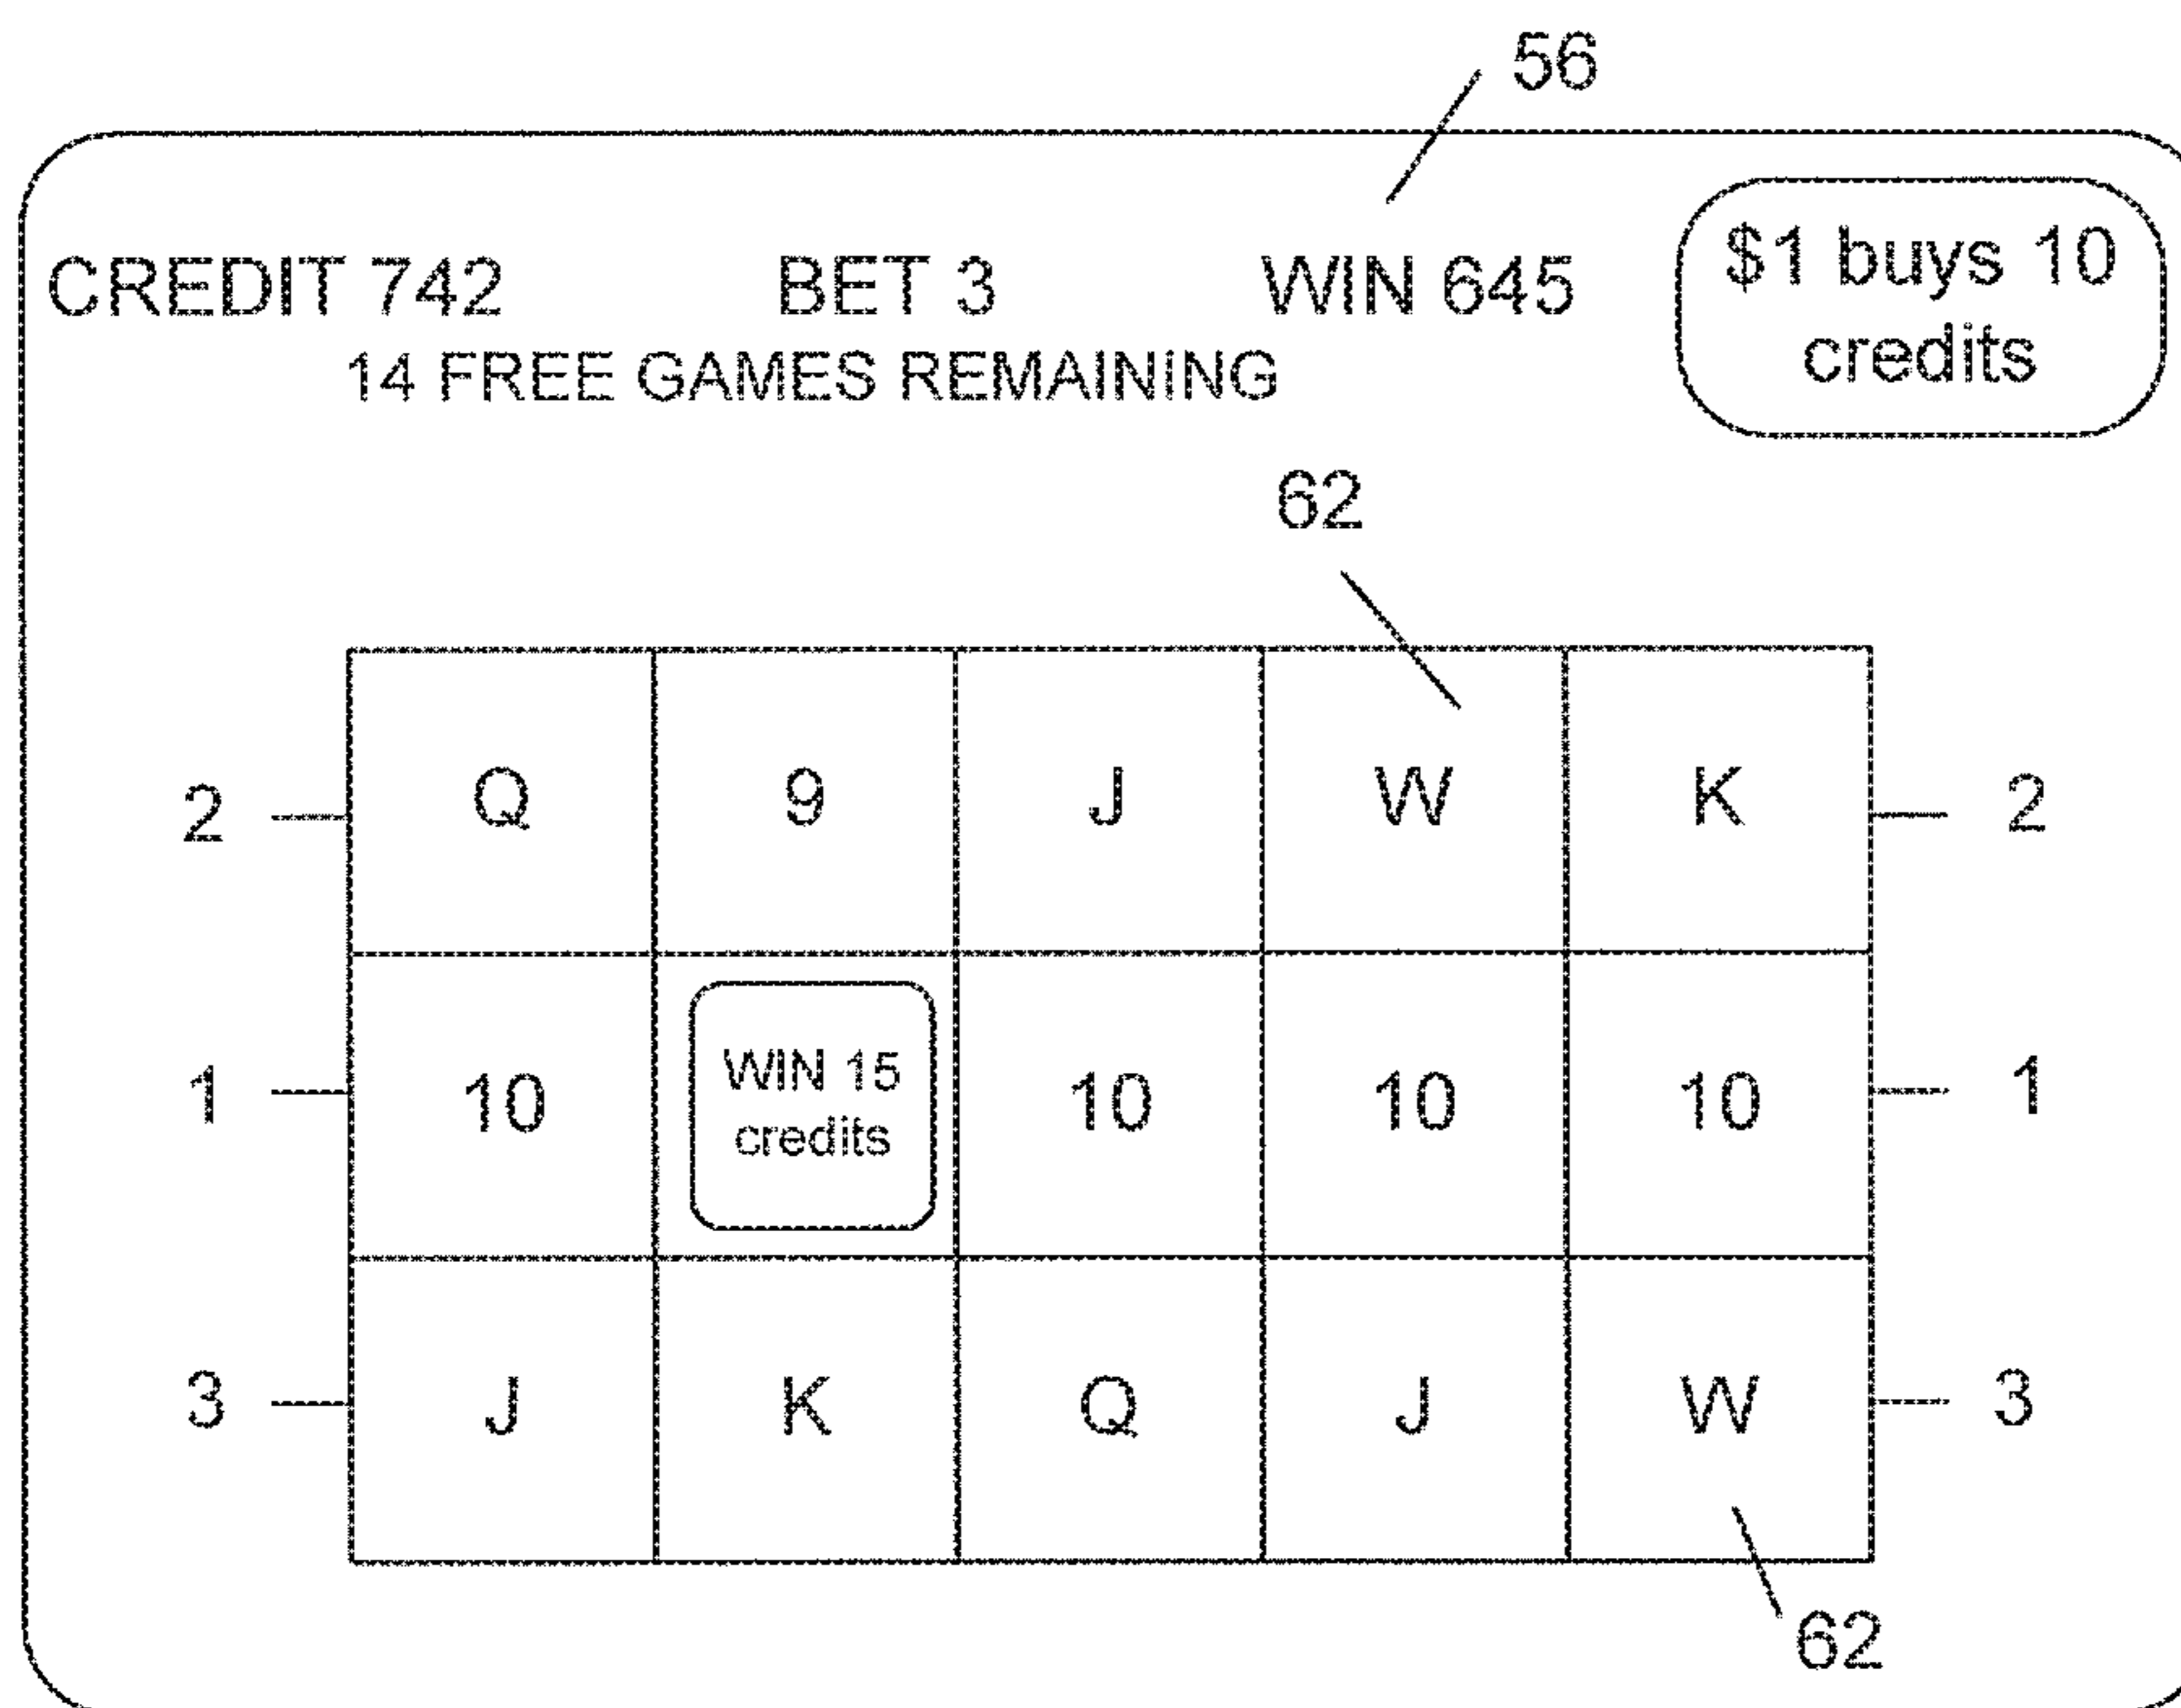 56
CREDIT 742 BET 3 WIN 645
$1 buys 10
credits
14 FREE GAMES REMAINING
62
2 Q 9 J W K 2
1 10 WIN 15 credits 10 10 10 1
3 J K Q J W 3
62